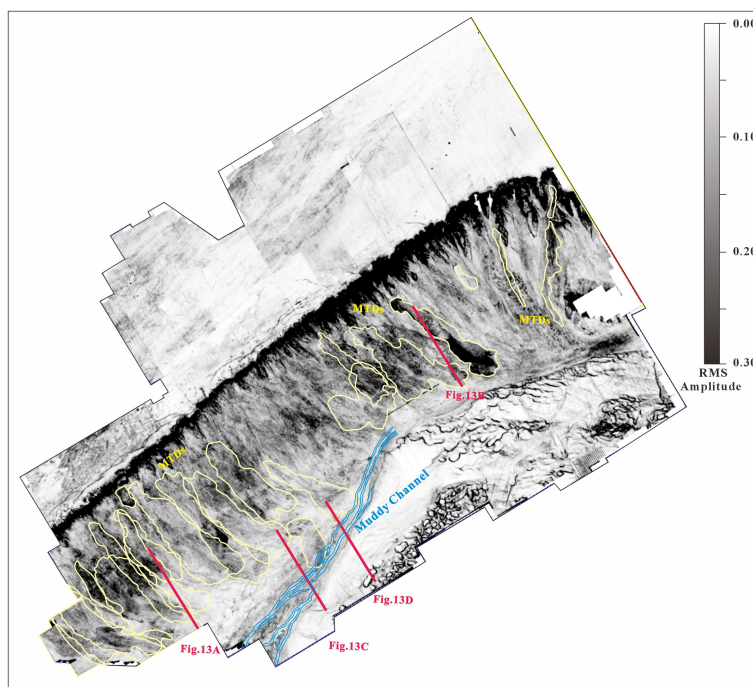 0.00
0.10
0.20
0.30
RMS
Amplitude
MTDs
MTDs
Fig.13B
MTDs
Muddy Channel
Fig.13D
Fig.13A
Fig.13C